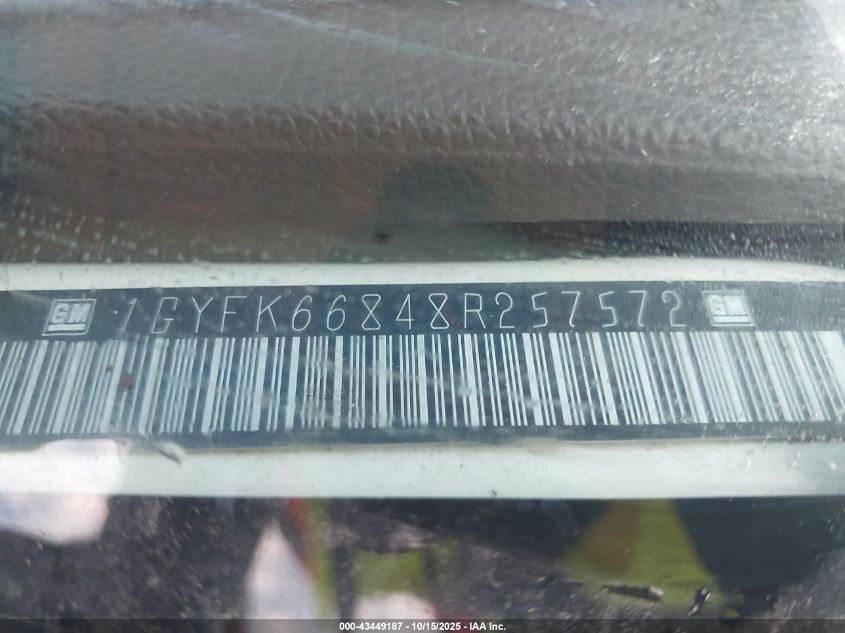 GM 1GYFK66848R257572 GM
000-43449187 - 10/15/2025 - IAA Inc.